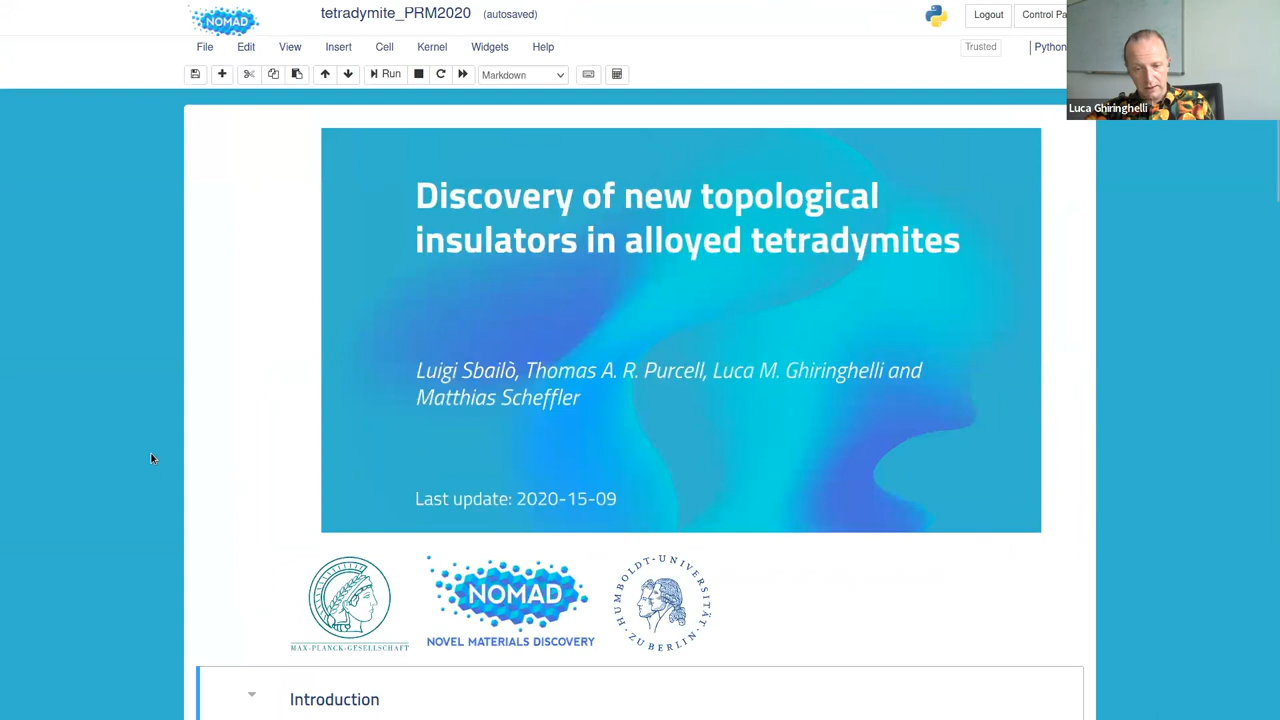 NOMAD
tetradymite_PRM2020 (autosaved)
Logout
Control Pa
File Edit View Insert Cell Kernel Widgets Help
Trusted
Python
Run
Markdown
Luca Ghiringhelli
Discovery of new topological
insulators in alloyed tetradymites
Luigi Sbailò, Thomas A. R. Purcell, Luca M. Ghiringhelli and
Matthias Scheffler
Last update: 2020-15-09
MAX-PLANCK-GESELLSCHAFT
NOMAD
NOVEL MATERIALS DISCOVERY
HUMBOLDT-UNIVERSITÄT
ZU BERLIN
Introduction